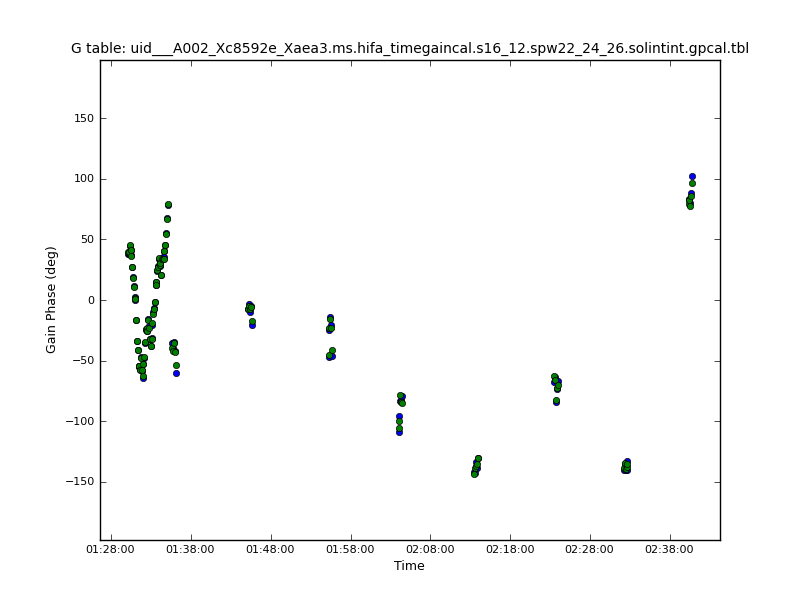 G table: uid___A002_Xc8592e_Xaea3.ms.hifa_timegaincal.s16_12.spw22_24_26.solintint.gpcal.tbl
150
100
50
0
−50
−100
−150
Gain Phase (deg)
01:28:00 01:38:00 01:48:00 01:58:00 02:08:00 02:18:00 02:28:00 02:38:00
Time